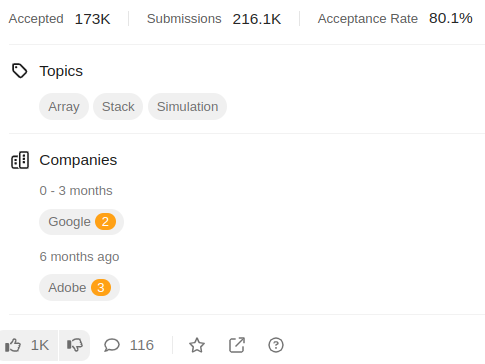 Accepted 173K Submissions 216.1K Acceptance Rate 80.1%
Topics
Array Stack Simulation
Companies
0 - 3 months
Google 2
6 months ago
Adobe 3
1K 116